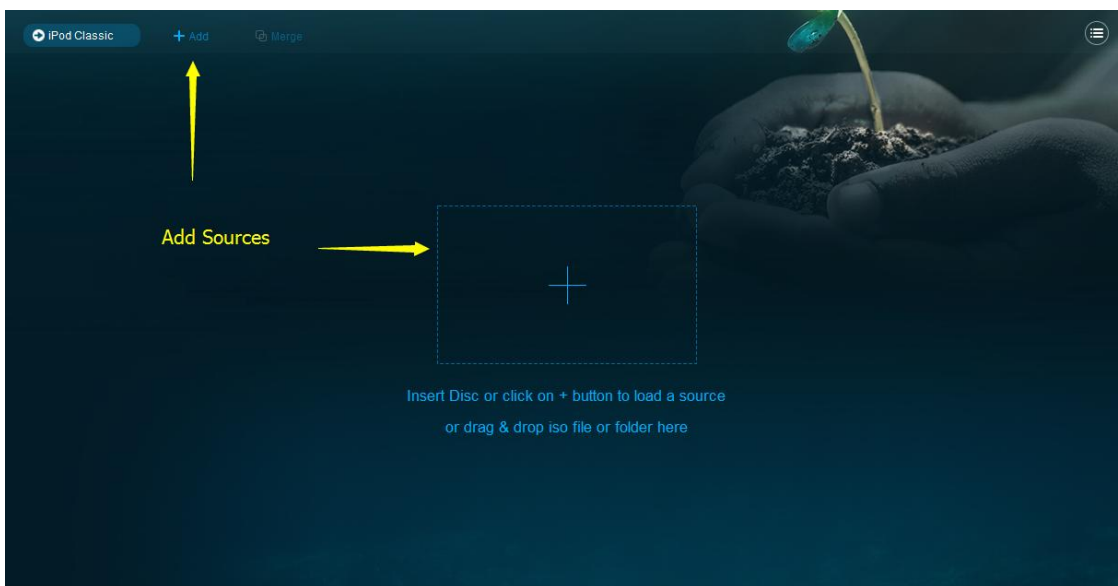 iPod Classic
Add
Merge
Add Sources
Insert Disc or click on + button to load a source
or drag & drop iso file or folder here